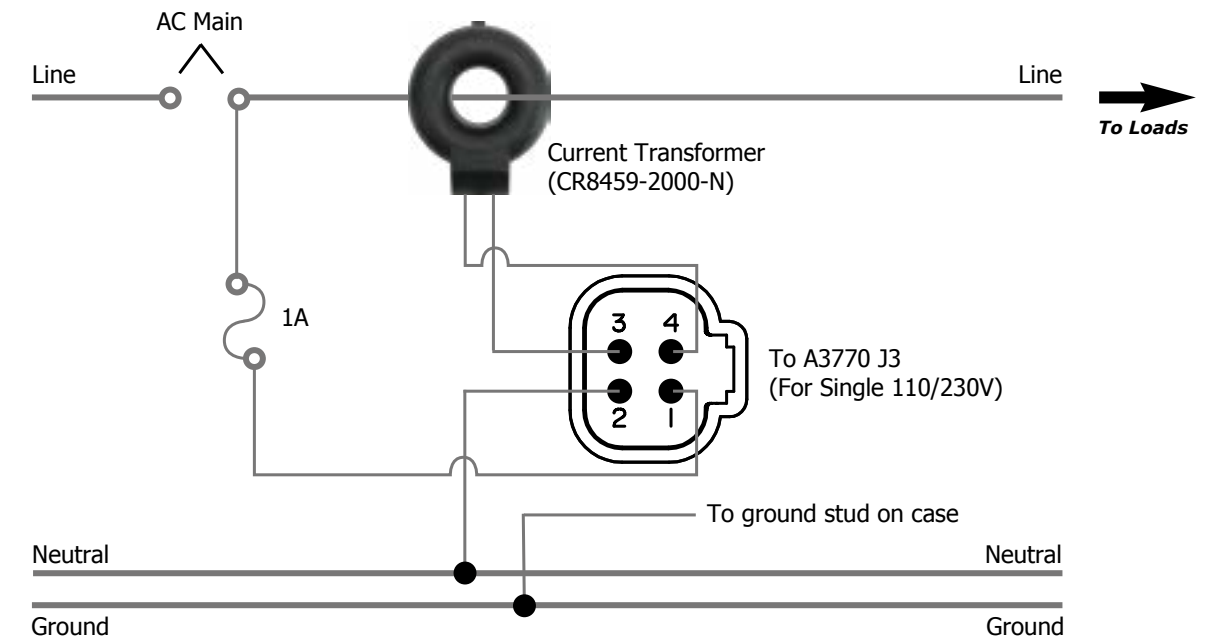 AC Main
Line
Line
To Loads
Current Transformer
(CR8459-2000-N)
1A
3 4
To A3770 J3
(For Single 110/230V)
2 1
To ground stud on case
Neutral
Neutral
Ground
Ground